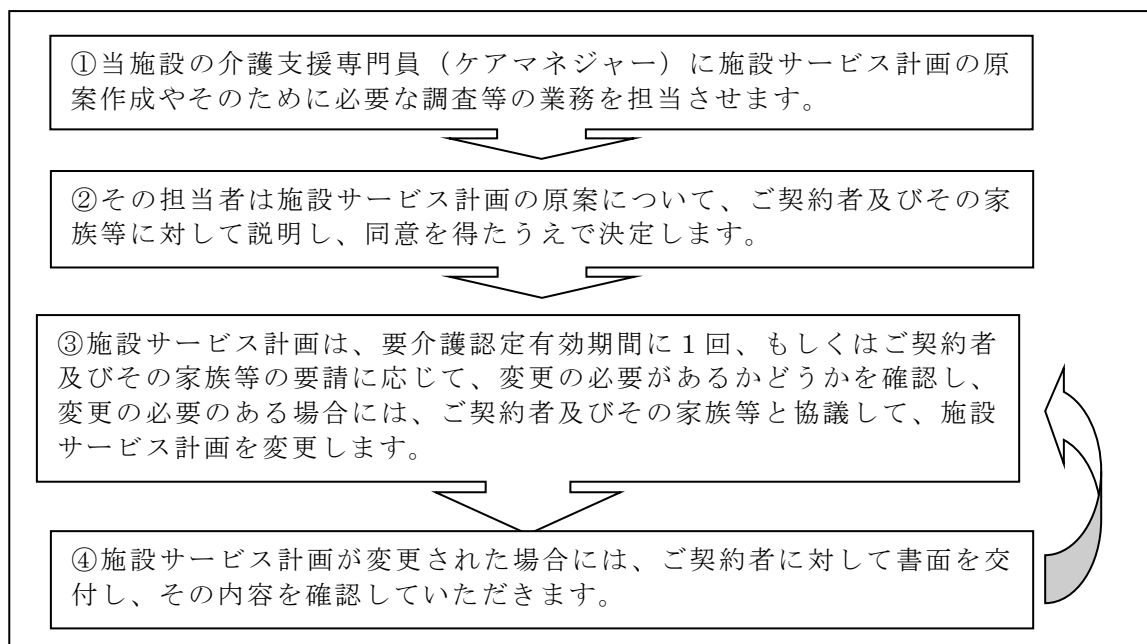 ①当施設の介護支援専門員（ケアマネジャー）に施設サービス計画の原
案作成やそのために必要な調査等の業務を担当させます。
②その担当者は施設サービス計画の原案について、ご契約者及びその家
族等に対して説明し、同意を得たうえで決定します。
③施設サービス計画は、要介護認定有効期間に１回、もしくはご契約者
及びその家族等の要請に応じて、変更の必要があるかどうかを確認し、
変更の必要のある場合には、ご契約者及びその家族等と協議して、施設
サービス計画を変更します。
④施設サービス計画が変更された場合には、ご契約者に対して書面を交
付し、その内容を確認していただきます。